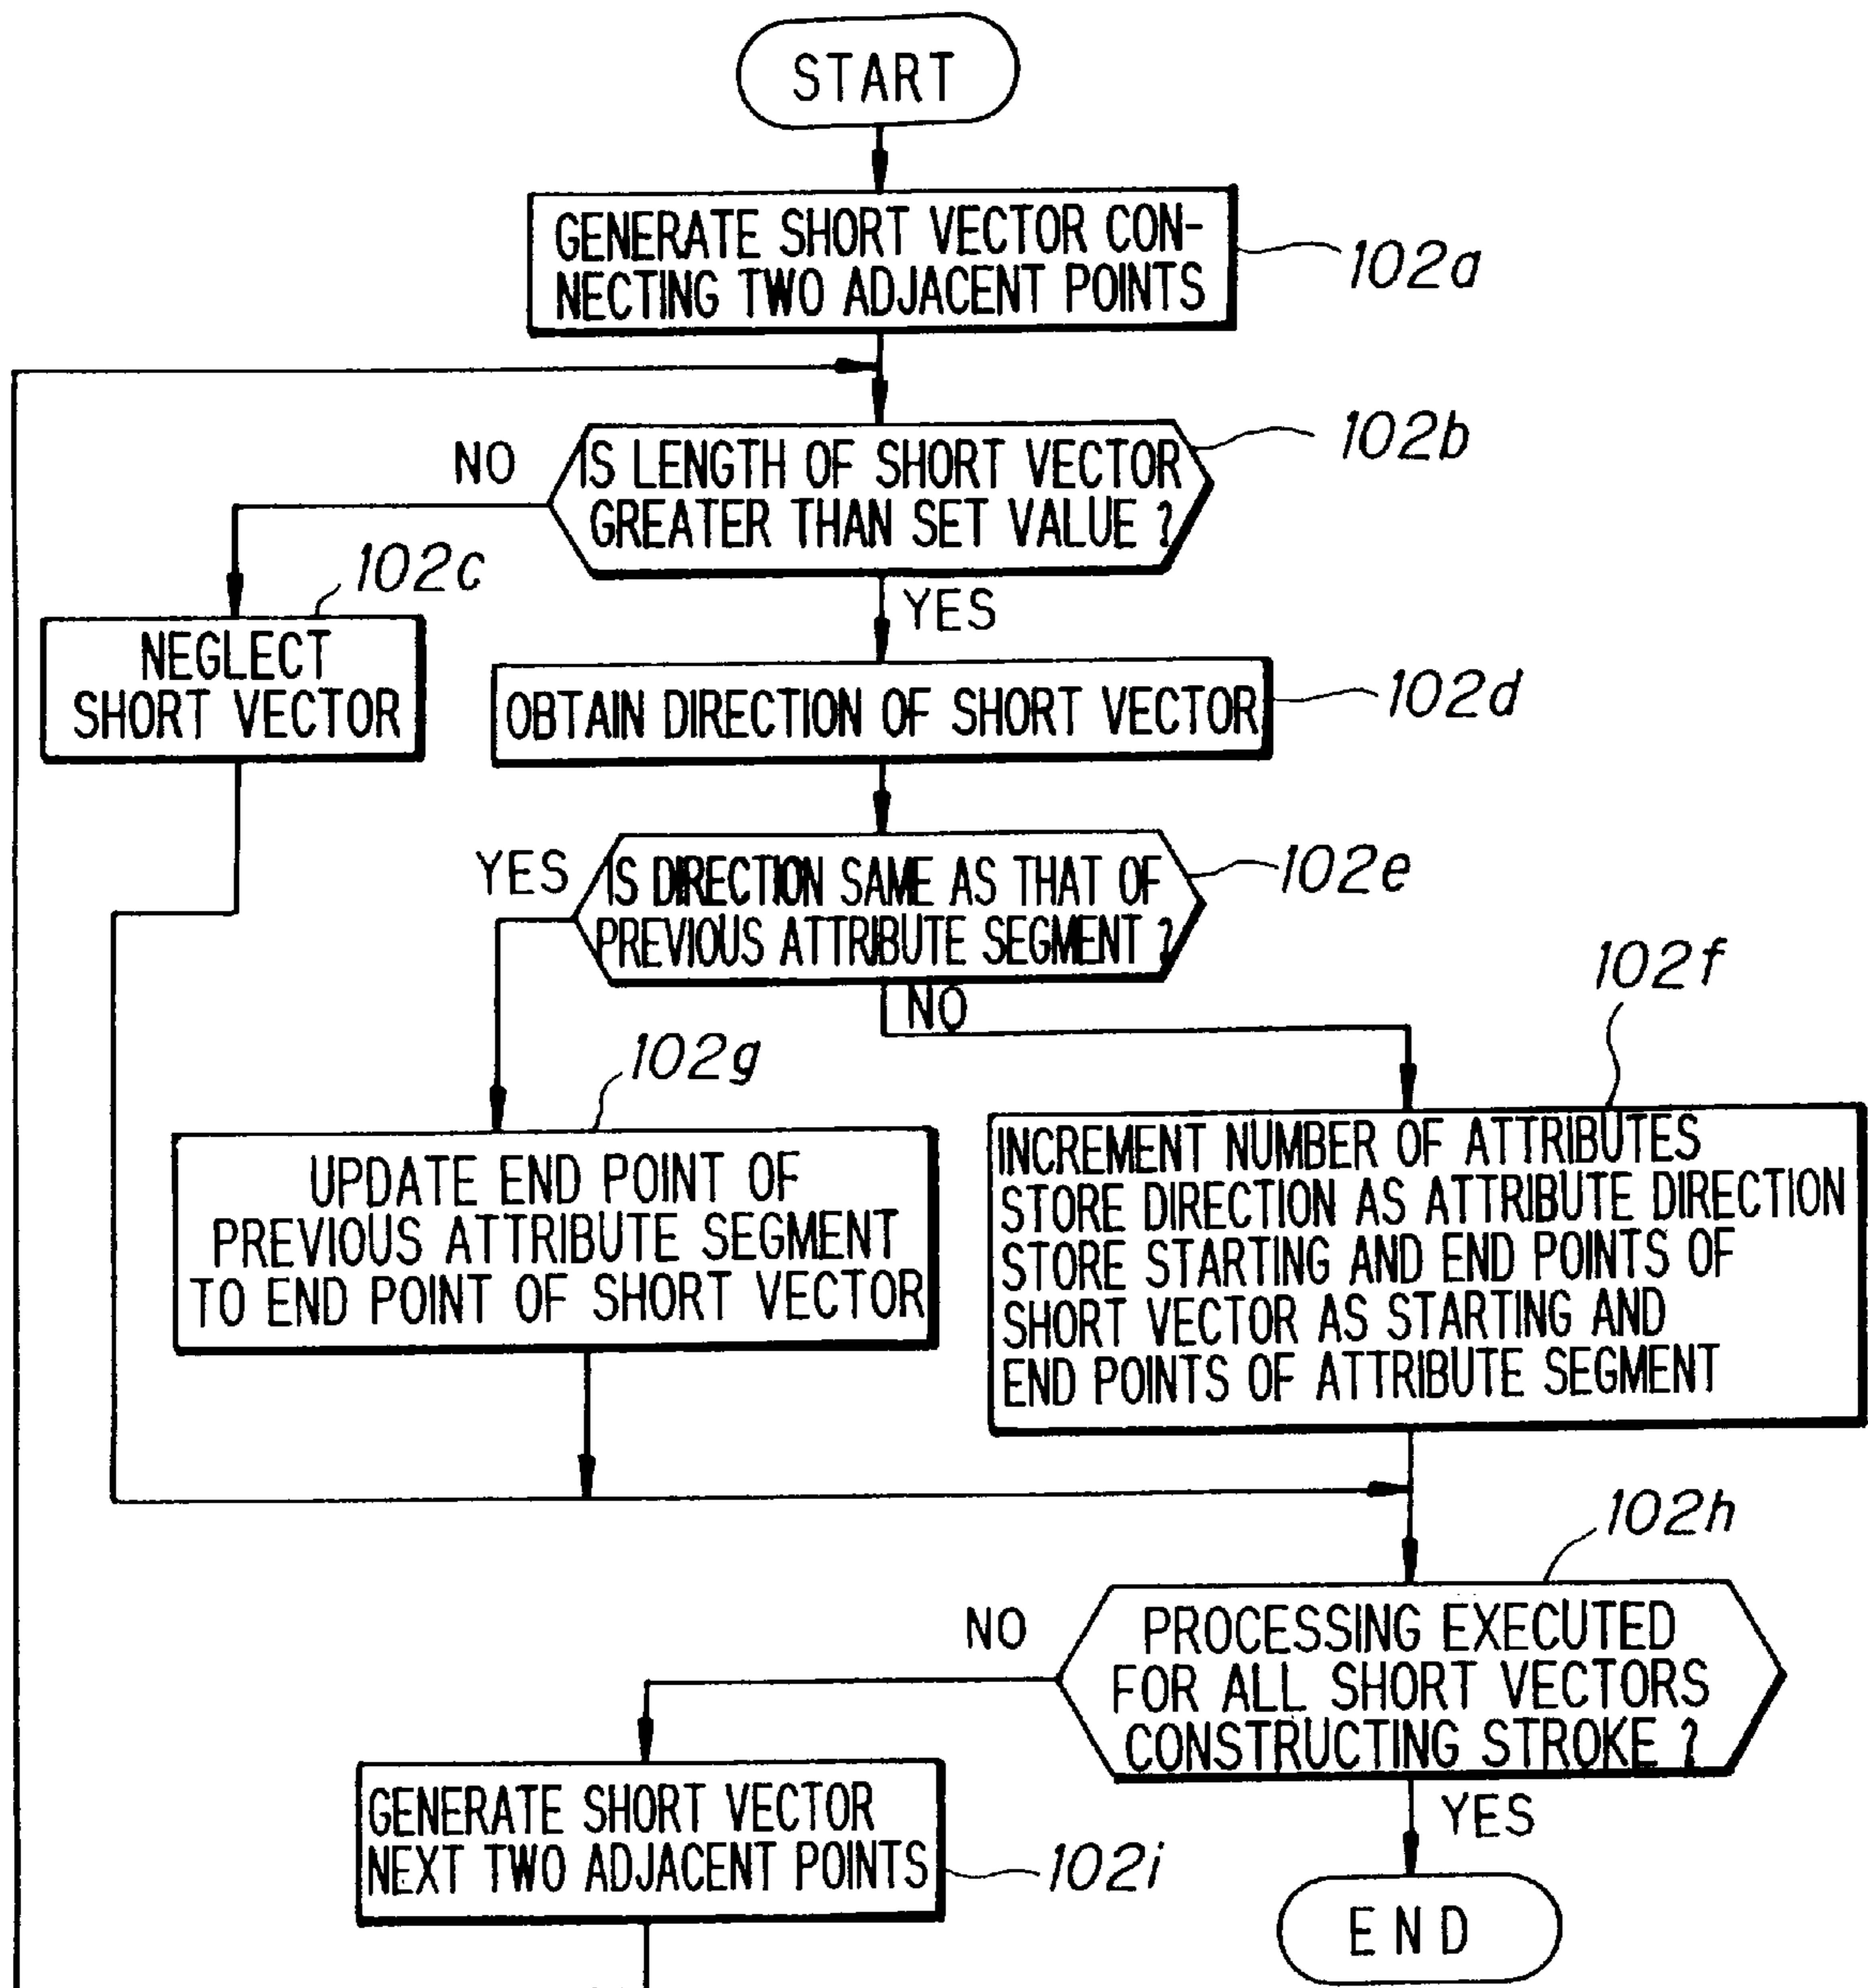 START
GENERATE SHORT VECTOR CON-
NECTING TWO ADJACENT POINTS
102a
IS LENGTH OF SHORT VECTOR
GREATER THAN SET VALUE ?
102b
NO
YES
102c
NEGLECT
SHORT VECTOR
OBTAIN DIRECTION OF SHORT VECTOR
102d
IS DIRECTION SAME AS THAT OF
PREVIOUS ATTRIBUTE SEGMENT ?
102e
YES
NO
102f
102g
UPDATE END POINT OF
PREVIOUS ATTRIBUTE SEGMENT
TO END POINT OF SHORT VECTOR
INCREMENT NUMBER OF ATTRIBUTES
STORE DIRECTION AS ATTRIBUTE DIRECTION
STORE STARTING AND END POINTS OF
SHORT VECTOR AS STARTING AND
END POINTS OF ATTRIBUTE SEGMENT
102h
PROCESSING EXECUTED
FOR ALL SHORT VECTORS
CONSTRUCTING STROKE ?
NO
YES
GENERATE SHORT VECTOR
NEXT TWO ADJACENT POINTS
102i
END